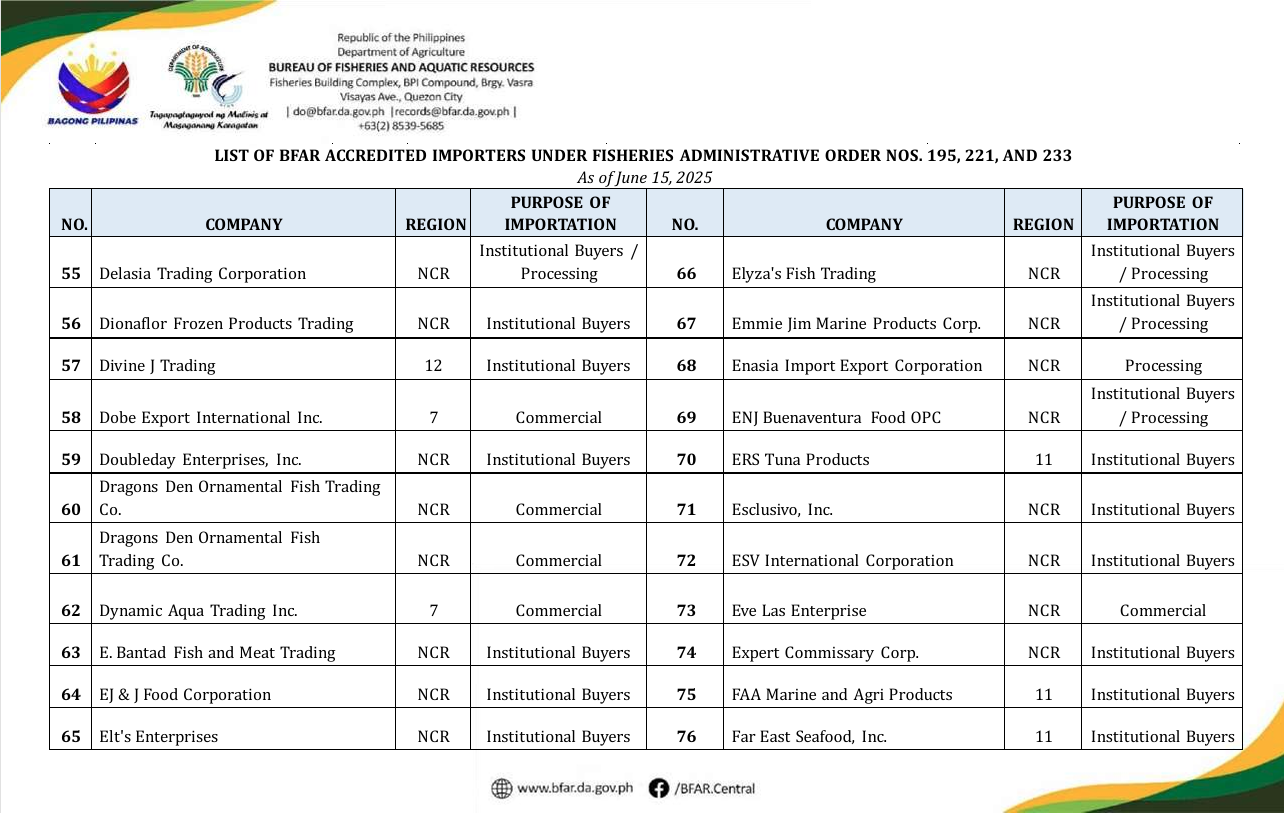 Republic of the Philippines
Department of Agriculture
BUREAU OF FISHERIES AND AQUATIC RESOURCES
Fisheries Building Complex, BPI Compound, Brgy. Vasra
Visayas Ave., Quezon City
| do@bfar.da.gov.ph |records@bfar.da.gov.ph |
+63(2) 8539-5685
BAGONG PILIPINAS
DEPARTMENT OF AGRICULTURE
Tagapagtaguyod ng Malinis at
Masaganang Karagatan
LIST OF BFAR ACCREDITED IMPORTERS UNDER FISHERIES ADMINISTRATIVE ORDER NOS. 195, 221, AND 233
As of June 15, 2025
NO. COMPANY REGION PURPOSE OF IMPORTATION NO. COMPANY REGION PURPOSE OF IMPORTATION
55 Delasia Trading Corporation NCR Institutional Buyers / Processing 66 Elyza's Fish Trading NCR Institutional Buyers / Processing
56 Dionaflor Frozen Products Trading NCR Institutional Buyers 67 Emmie Jim Marine Products Corp. NCR Institutional Buyers / Processing
57 Divine J Trading 12 Institutional Buyers 68 Enasia Import Export Corporation NCR Processing
58 Dobe Export International Inc. 7 Commercial 69 ENJ Buenaventura Food OPC NCR Institutional Buyers / Processing
59 Doubleday Enterprises, Inc. NCR Institutional Buyers 70 ERS Tuna Products 11 Institutional Buyers
60 Dragons Den Ornamental Fish Trading Co. NCR Commercial 71 Esclusivo, Inc. NCR Institutional Buyers
61 Dragons Den Ornamental Fish Trading Co. NCR Commercial 72 ESV International Corporation NCR Institutional Buyers
62 Dynamic Aqua Trading Inc. 7 Commercial 73 Eve Las Enterprise NCR Commercial
63 E. Bantad Fish and Meat Trading NCR Institutional Buyers 74 Expert Commissary Corp. NCR Institutional Buyers
64 EJ & J Food Corporation NCR Institutional Buyers 75 FAA Marine and Agri Products 11 Institutional Buyers
65 Elt's Enterprises NCR Institutional Buyers 76 Far East Seafood, Inc. 11 Institutional Buyers
www.bfar.da.gov.ph /BFAR.Central